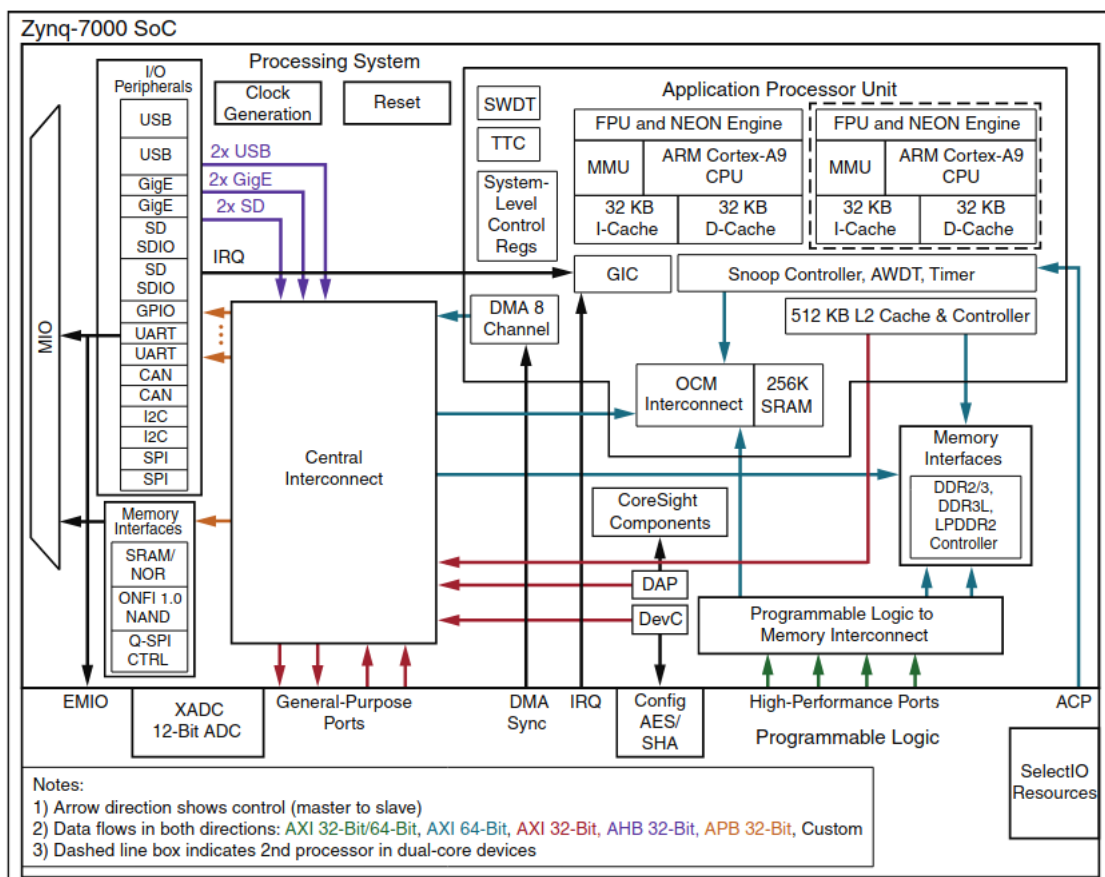 Zynq-7000 SoC
Processing System
I/O
Peripherals
USB
USB
GigE
GigE
SD
SDIO
SD
SDIO
GPIO
UART
UART
CAN
CAN
I2C
I2C
SPI
SPI
MIO
Clock
Generation
Reset
2x USB
2x GigE
2x SD
IRQ
Application Processor Unit
SWDT
TTC
System-
Level
Control
Regs
FPU and NEON Engine
MMU
ARM Cortex-A9
CPU
32 KB
I-Cache
32 KB
D-Cache
FPU and NEON Engine
MMU
ARM Cortex-A9
CPU
32 KB
I-Cache
32 KB
D-Cache
GIC
Snoop Controller, AWDT, Timer
DMA 8
Channel
512 KB L2 Cache & Controller
OCM
Interconnect
256K
SRAM
Central
Interconnect
Memory
Interfaces
DDR2/3,
DDR3L,
LPDDR2
Controller
CoreSight
Components
DAP
DevC
Programmable Logic to
Memory Interconnect
Memory
Interfaces
SRAM/
NOR
ONFI 1.0
NAND
Q-SPI
CTRL
EMIO
XADC
12-Bit ADC
General-Purpose
Ports
DMA
Sync
IRQ
Config
AES/
SHA
High-Performance Ports
ACP
Programmable Logic
SelectIO
Resources
Notes:
1) Arrow direction shows control (master to slave)
2) Data flows in both directions: AXI 32-Bit/64-Bit, AXI 64-Bit, AXI 32-Bit, AHB 32-Bit, APB 32-Bit, Custom
3) Dashed line box indicates 2nd processor in dual-core devices